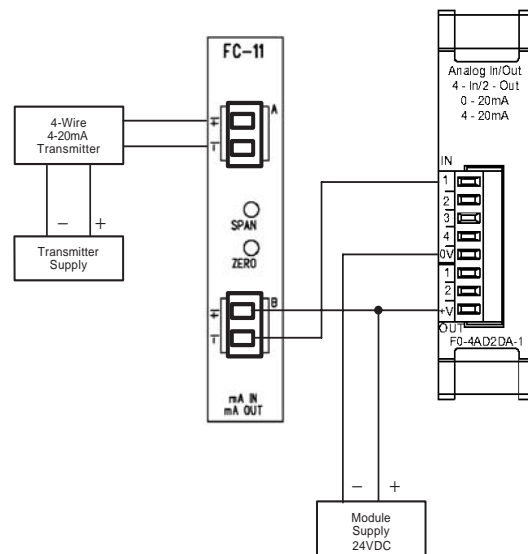 FC-11
A
+
−
SPAN
ZERO
B
+
−
mA IN
mA OUT
4-Wire
4-20mA
Transmitter
− +
Transmitter
Supply
Analog In/Out
4 - In/2 - Out
0 - 20mA
4 - 20mA
IN
1
2
3
4
0V
1
2
+V
OUT
F0-4AD2DA-1
− +
Module
Supply
24VDC